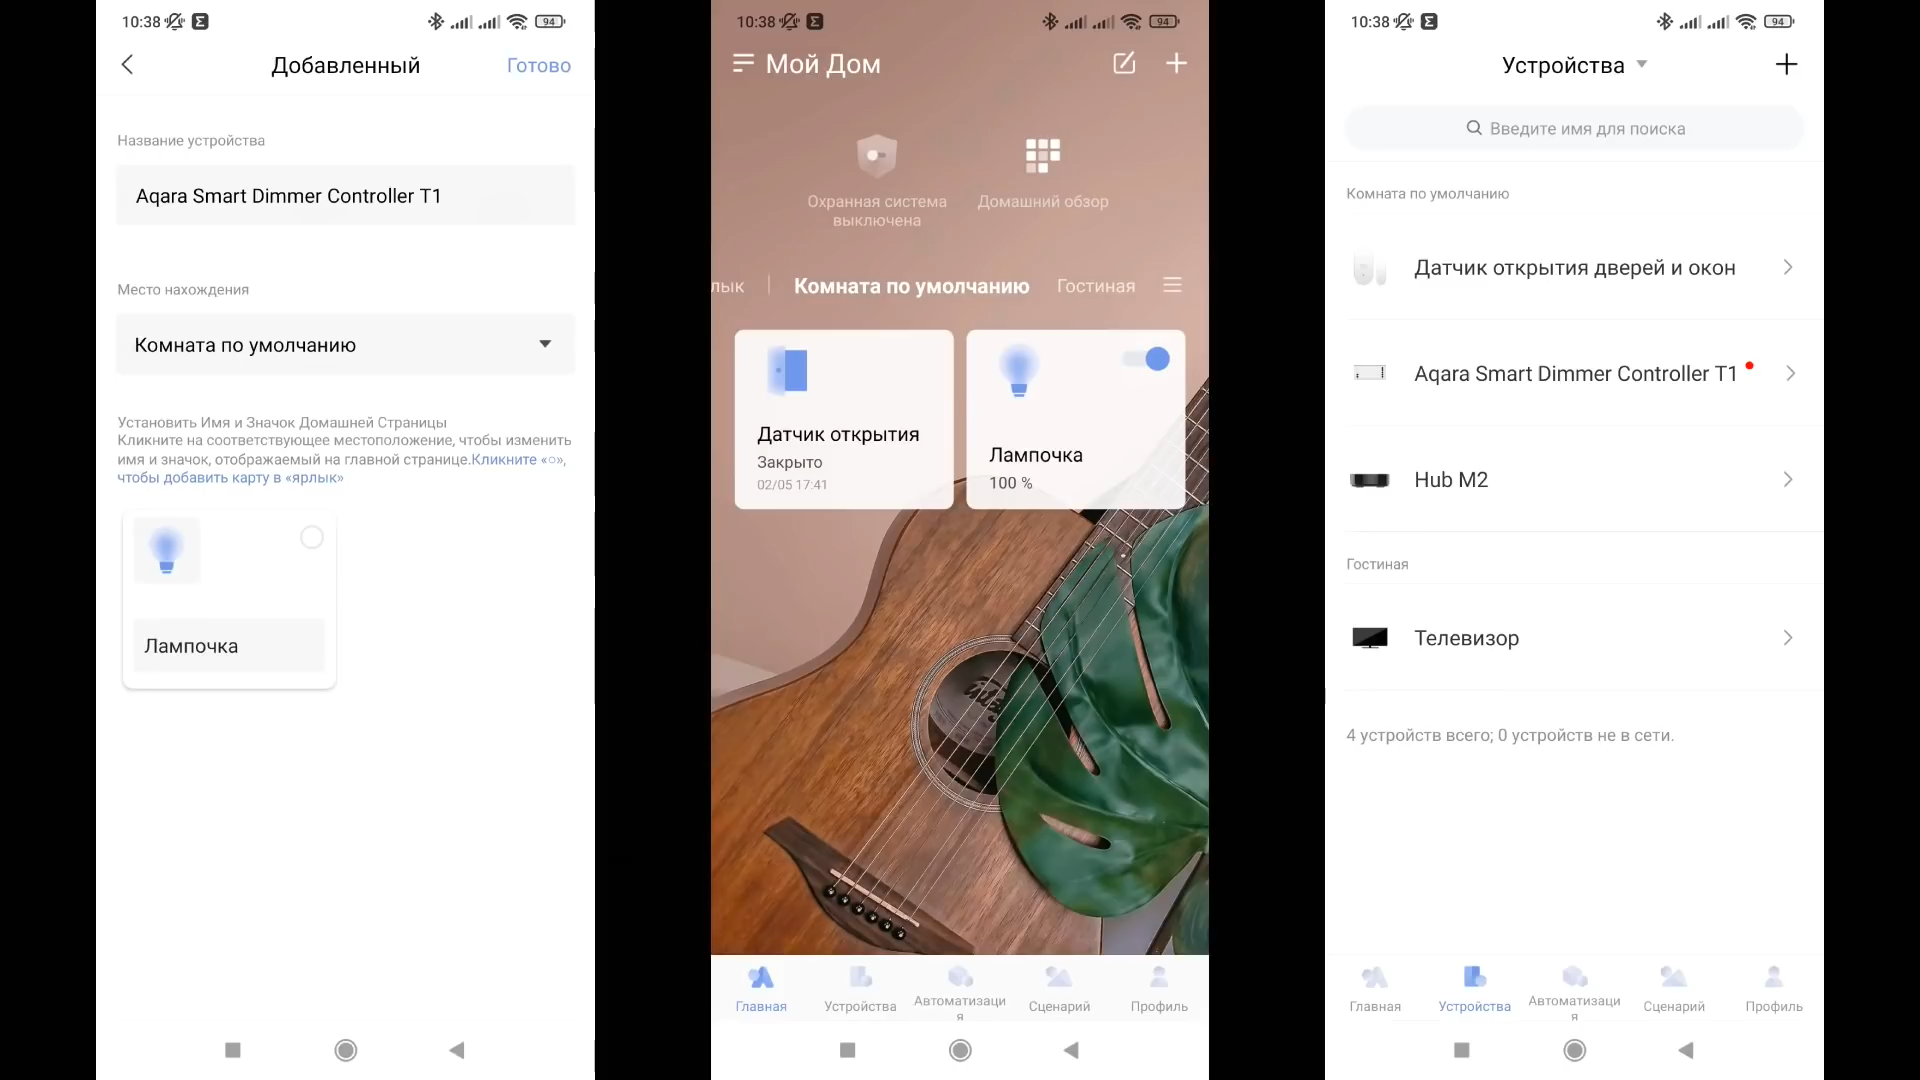 10:38
94
Добавленный
Готово
Название устройства
Aqara Smart Dimmer Controller T1
Место нахождения
Комната по умолчанию
Установить Имя и Значок Домашней Страницы
Кликните на соответствующее местоположение, чтобы изменить
имя и значок, отображаемый на главной странице.Кликните «○»,
чтобы добавить карту в «ярлык»
Лампочка
10:38
94
Мой Дом
Охранная система
выключена
Домашний обзор
лык
Комната по умолчанию
Гостиная
Датчик открытия
Закрыто
02/05 17:41
Лампочка
100 %
Главная
Устройства
Автоматизаци
я
Сценарий
Профиль
10:38
94
Устройства
Введите имя для поиска
Комната по умолчанию
Датчик открытия дверей и окон
Aqara Smart Dimmer Controller T1
Hub M2
Гостиная
Телевизор
4 устройств всего; 0 устройств не в сети.
Главная
Устройства
Автоматизаци
я
Сценарий
Профиль